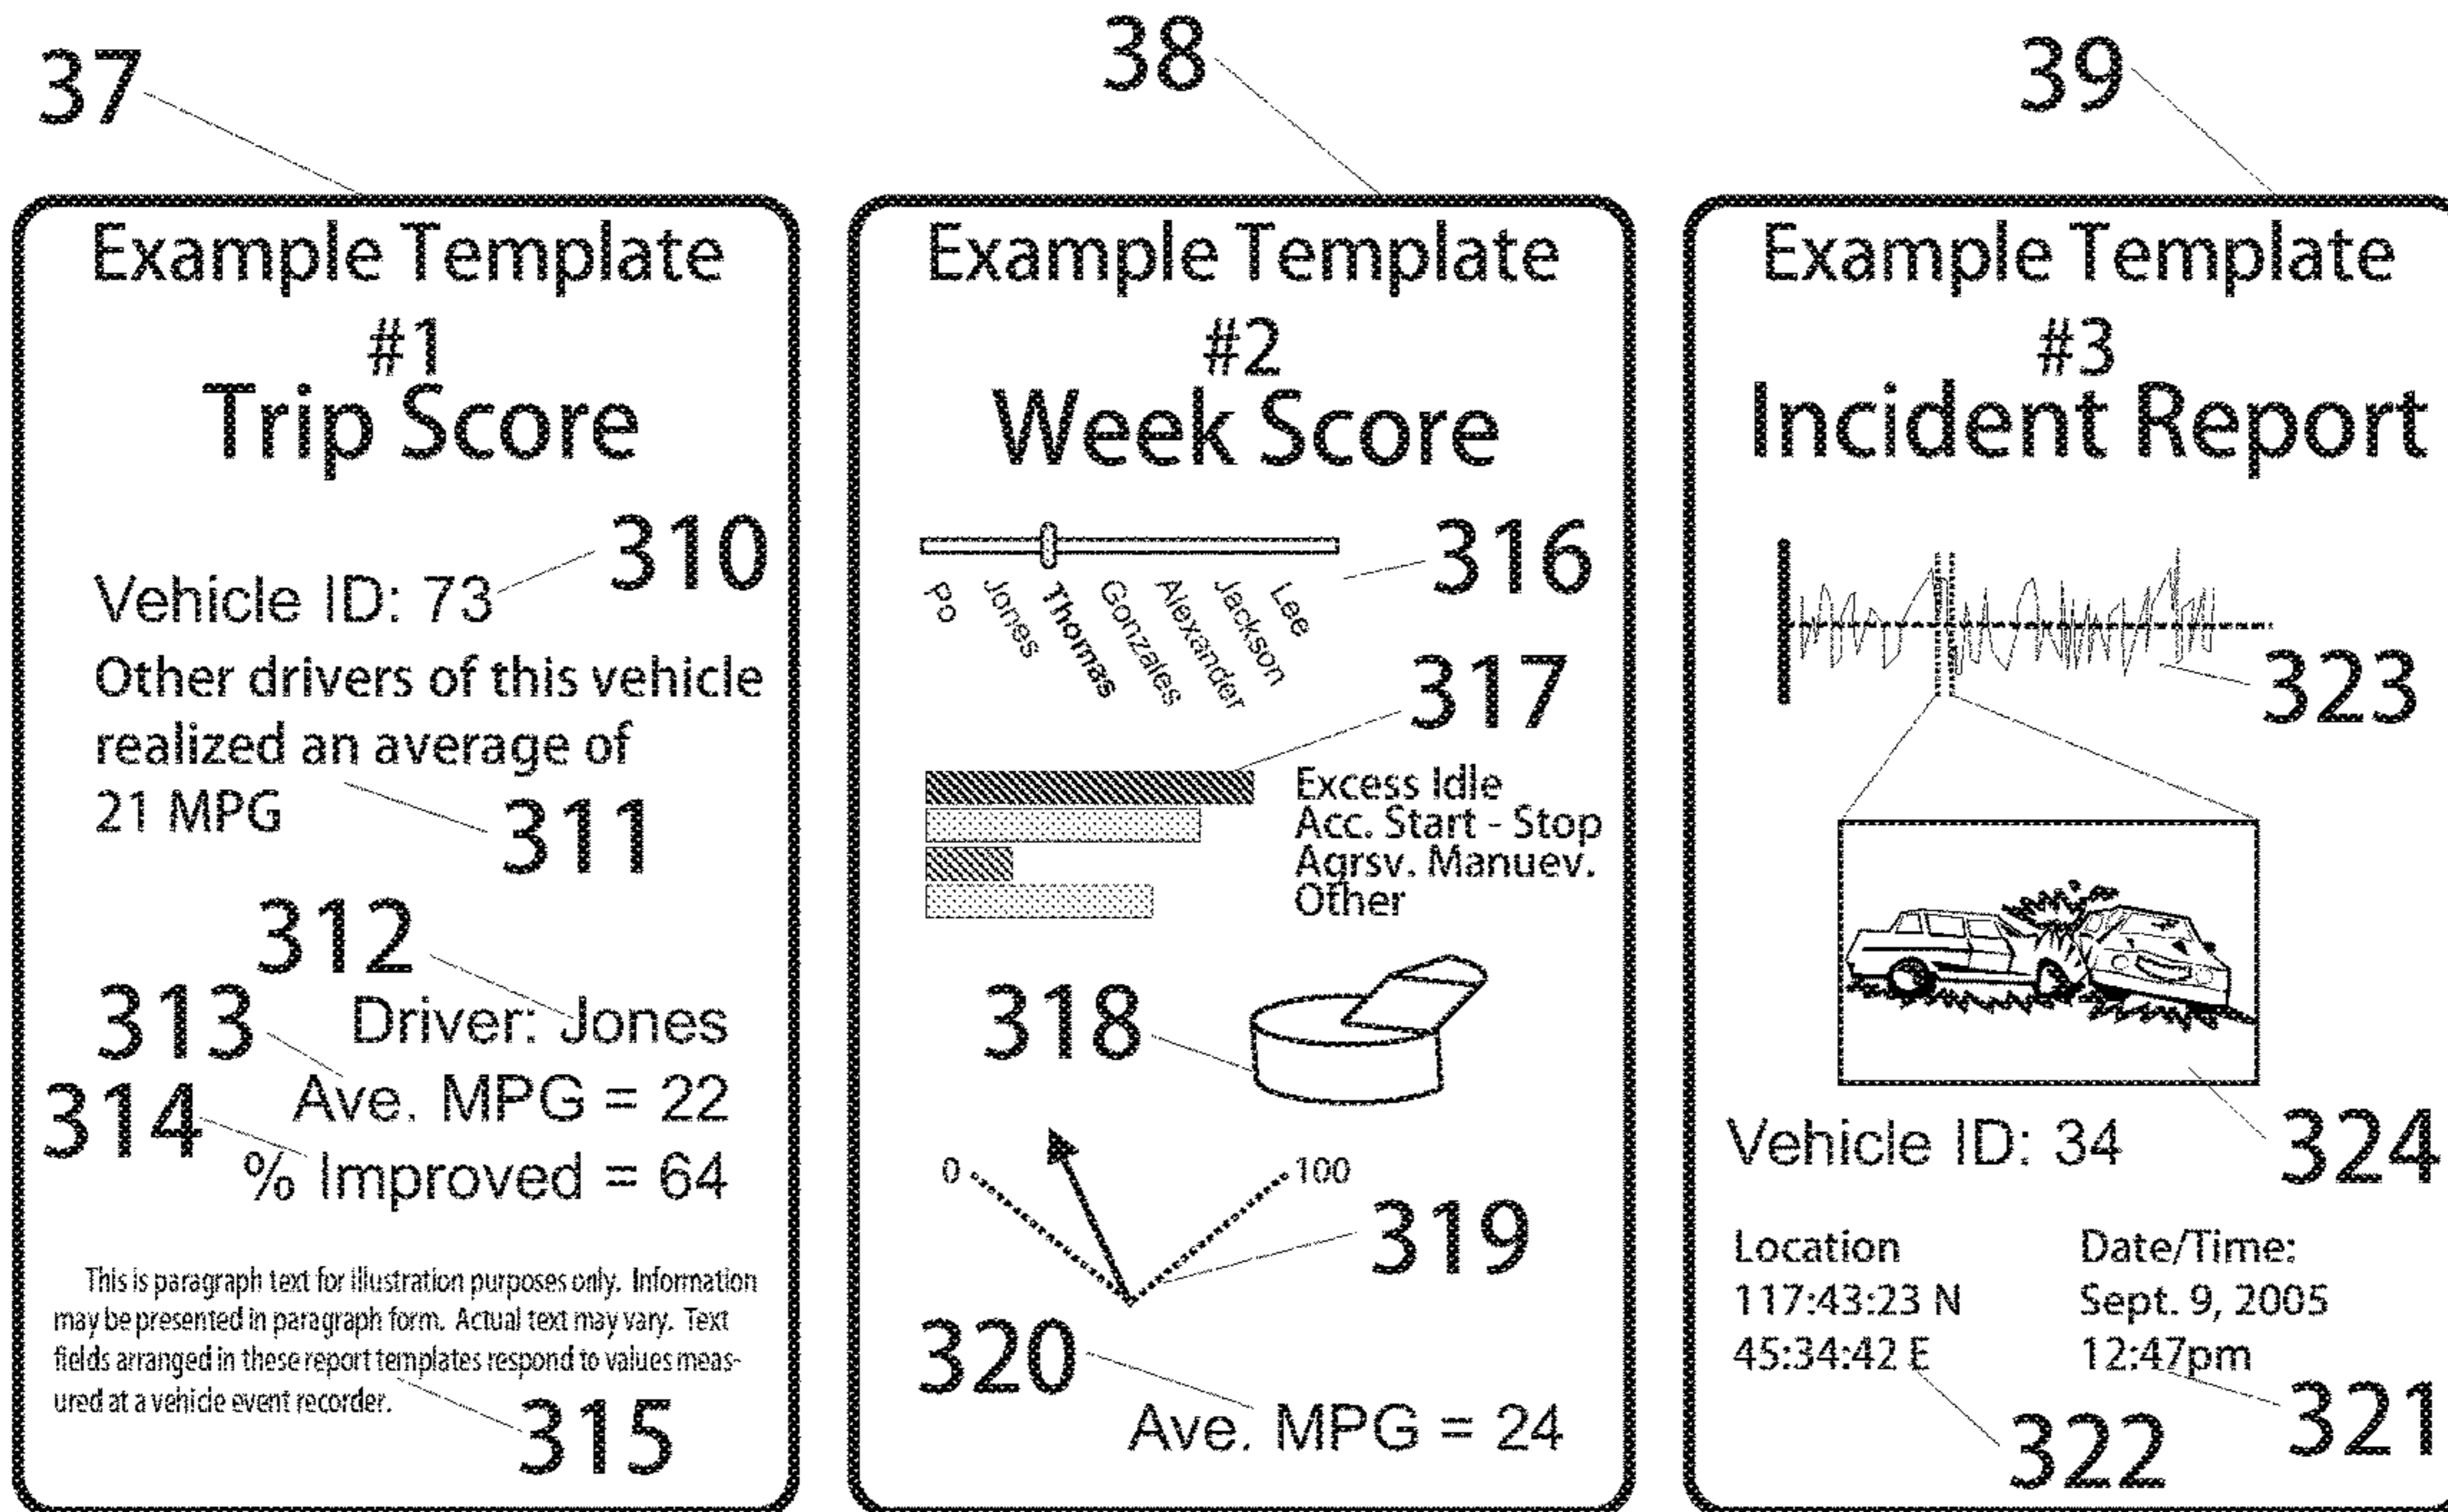 37
38
39
Example Template
#1
Trip Score
310
Vehicle ID: 73
Other drivers of this vehicle
realized an average of
21 MPG
311
312
313
Driver: Jones
314
Ave. MPG = 22
% Improved = 64
This is paragraph text for illustration purposes only. Information
may be presented in paragraph form. Actual text may vary. Text
fields arranged in these report templates respond to values meas-
ured at a vehicle event recorder.
315
Example Template
#2
Week Score
316
Po
Jones
Thomas
Gonzales
Alexander
Jackson
Lee
317
Excess Idle
Acc. Start - Stop
Agrsv. Manuev.
Other
318
0
100
319
320
Ave. MPG = 24
Example Template
#3
Incident Report
323
Vehicle ID: 34
324
Location
117:43:23 N
45:34:42 E
Date/Time:
Sept. 9, 2005
12:47pm
321
322